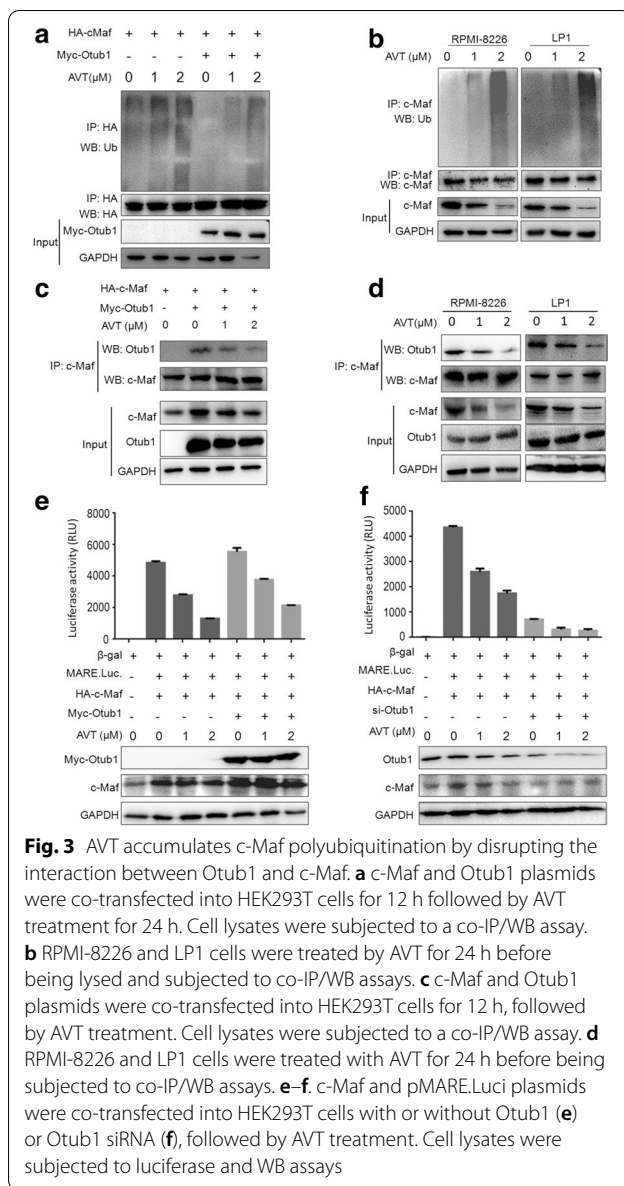 a
HA-cMaf + + + + + +
Myc-Otub1 - - - + + +
AVT(μM) 0 1 2 0 1 2
IP: HA
WB: Ub
IP: HA
WB: HA
Input
Myc-Otub1
GAPDH
b
RPMI-8226 LP1
AVT (μM) 0 1 2 0 1 2
IP: c-Maf
WB: Ub
IP: c-Maf
WB: c-Maf
Input
c-Maf
GAPDH
c
HA-c-Maf + + + +
Myc-Otub1 - + + +
AVT (μM) 0 0 1 2
IP: c-Maf
WB: Otub1
WB: c-Maf
Input
c-Maf
Otub1
GAPDH
d
RPMI-8226 LP1
AVT(μM) 0 1 2 0 1 2
IP: c-Maf
WB: Otub1
WB: c-Maf
Input
c-Maf
Otub1
GAPDH
e
Luciferase activity (RLU)
8000
6000
4000
2000
0
β-gal + + + + + + +
MARE.Luc. - + + + + + +
HA-c-Maf - + + + + + +
Myc-Otub1 - - - - + + +
AVT (μM) 0 0 1 2 0 1 2
Myc-Otub1
c-Maf
GAPDH
f
Luciferase activity (RLU)
5000
4000
3000
2000
1000
0
β-gal + + + + + + +
MARE.Luc. - + + + + + +
HA-c-Maf - + + + + + +
si-Otub1 - - - - + + +
AVT (μM) 0 0 1 2 0 1 2
Otub1
c-Maf
GAPDH
Fig. 3 AVT accumulates c-Maf polyubiquitination by disrupting the
interaction between Otub1 and c-Maf. a c-Maf and Otub1 plasmids
were co-transfected into HEK293T cells for 12 h followed by AVT
treatment for 24 h. Cell lysates were subjected to a co-IP/WB assay.
b RPMI-8226 and LP1 cells were treated by AVT for 24 h before
being lysed and subjected to co-IP/WB assays. c c-Maf and Otub1
plasmids were co-transfected into HEK293T cells for 12 h, followed
by AVT treatment. Cell lysates were subjected to a co-IP/WB assay. d
RPMI-8226 and LP1 cells were treated with AVT for 24 h before being
subjected to co-IP/WB assays. e–f. c-Maf and pMARE.Luci plasmids
were co-transfected into HEK293T cells with or without Otub1 (e)
or Otub1 siRNA (f), followed by AVT treatment. Cell lysates were
subjected to luciferase and WB assays